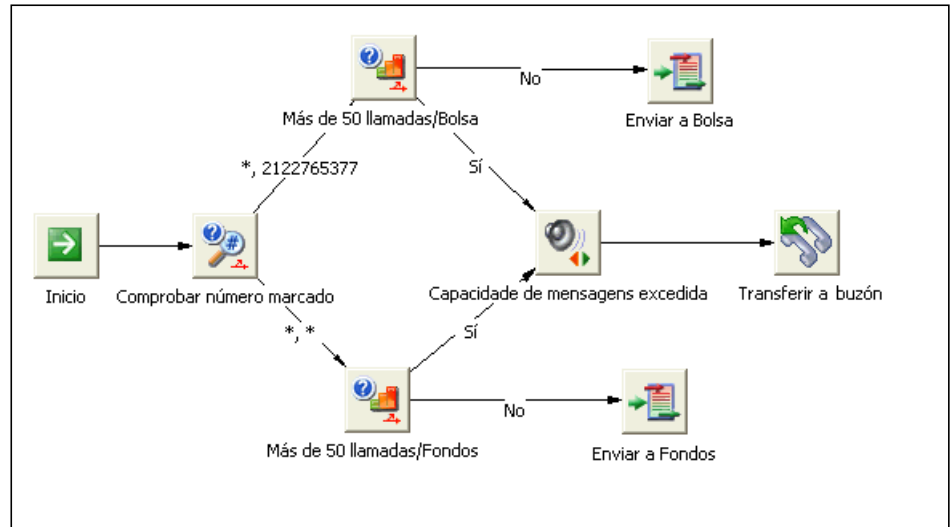 No
Más de 50 llamadas/Bolsa
Enviar a Bolsa
*, 2122765377
Sí
Inicio
Comprobar número marcado
Capacidade de mensagens excedida
Transferir a buzón
*, *
Sí
No
Más de 50 llamadas/Fondos
Enviar a Fondos